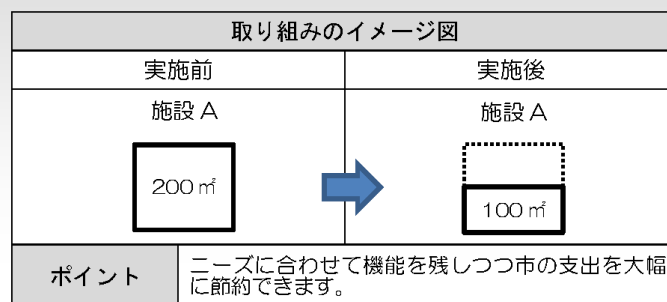 取り組みのイメージ図
実施前
実施後
施設A
施設A
200㎡
100㎡
ポイント
ニーズに合わせて機能を残しつつ市の支出を大幅
に節約できます。